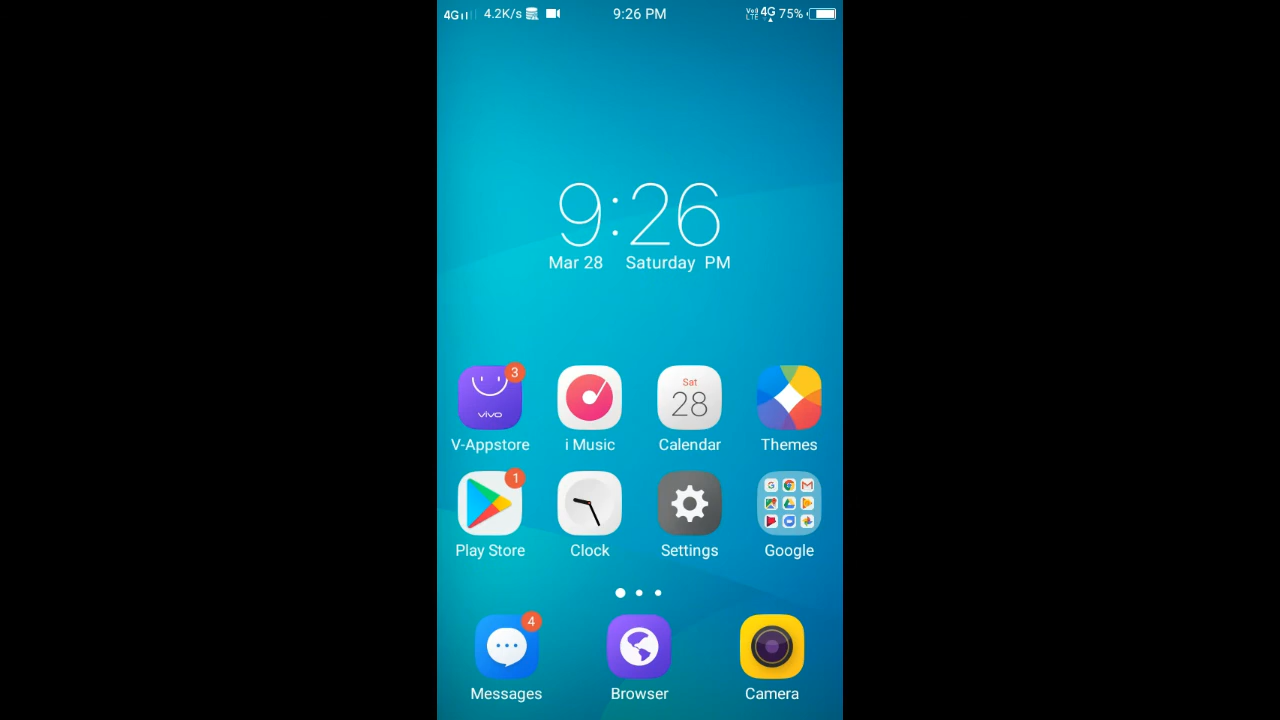 4G 4.2K/s 9:26 PM VoLTE 4G 75%
9:26
Mar 28 Saturday PM
3
vivo
Sat
28
V-Appstore i Music Calendar Themes
1
Play Store Clock Settings Google
4
Messages Browser Camera